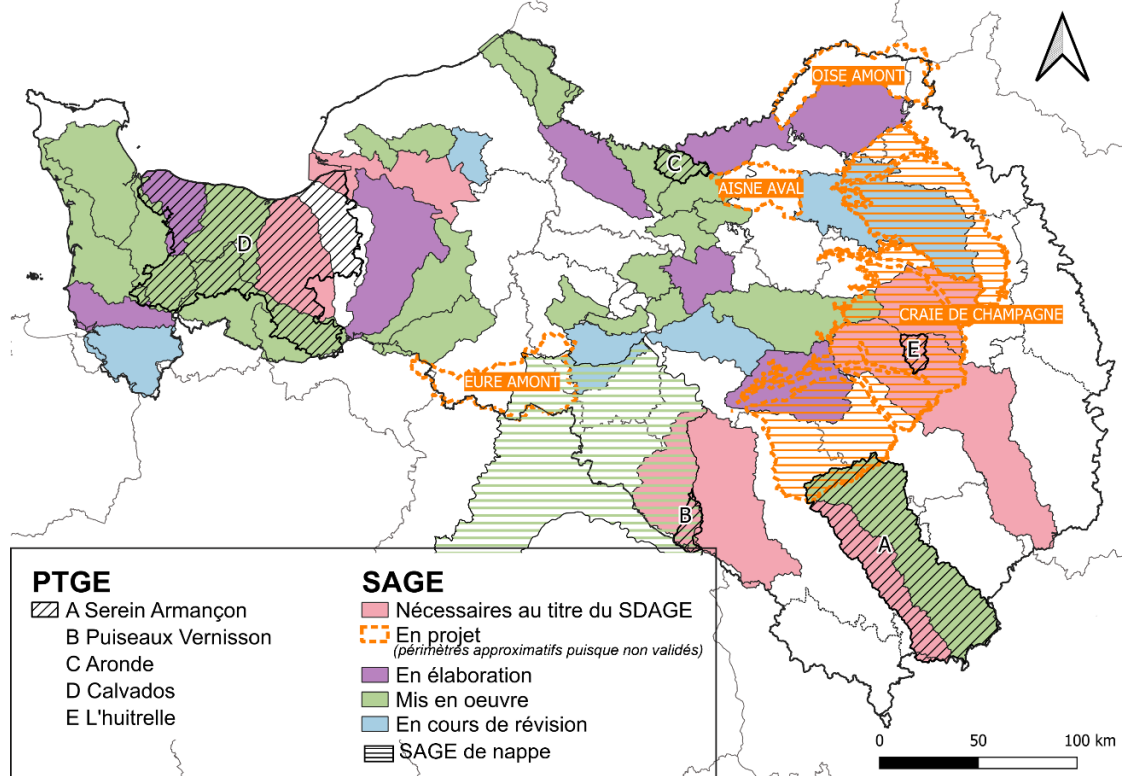 OISE AMONT
C
AISNE AVAL
D
CRAIE DE CHAMPAGNE
E
EURE AMONT
B
A
PTGE
A Serein Armançon
B Puiseaux Vernisson
C Aronde
D Calvados
E L'huitrelle
SAGE
Nécessaires au titre du SDAGE
En projet
(périmètres approximatifs puisque non validés)
En élaboration
Mis en oeuvre
En cours de révision
SAGE de nappe
0 50 100 km